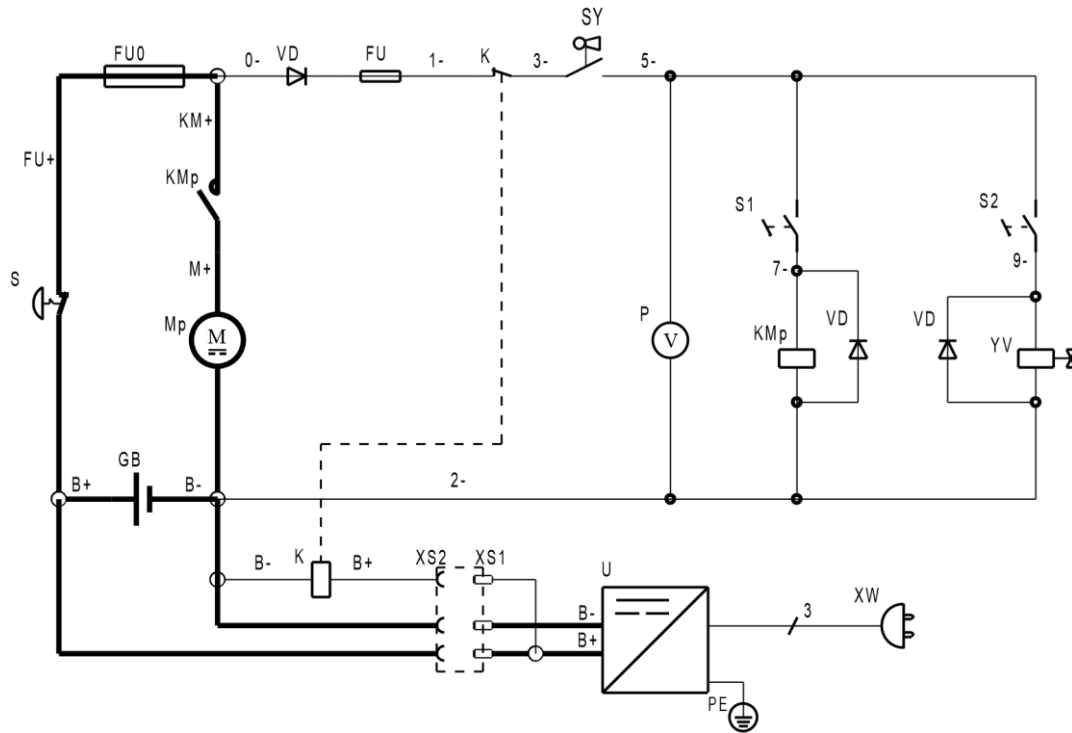 SY
FU0
0-
VD
FU
1-
K
3-
5-
KM+
FU+
KMp
S1
S2
M+
7-
9-
S
Mp
M
P
V
KMp
VD
VD
YV
GB
B+
B-
2-
B-
K
B+
XS2
XS1
U
B-
B+
3
XW
PE